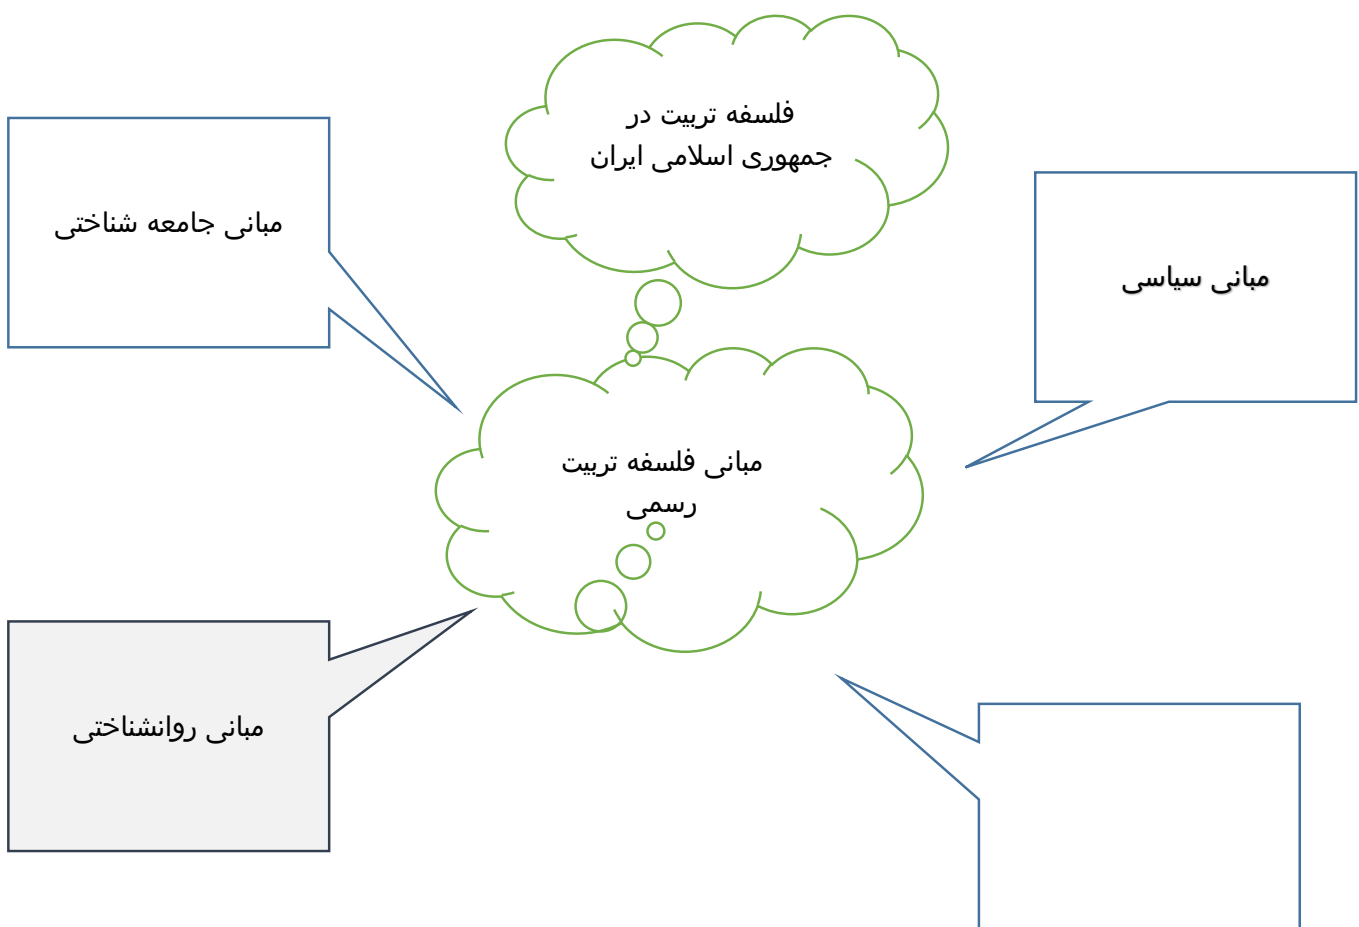 فلسفه تربیت در
جمهوری اسلامی ایران
مبانی جامعه شناختی
مبانی سیاسی
مبانی فلسفه تربیت
رسمی
مبانی روانشناختی